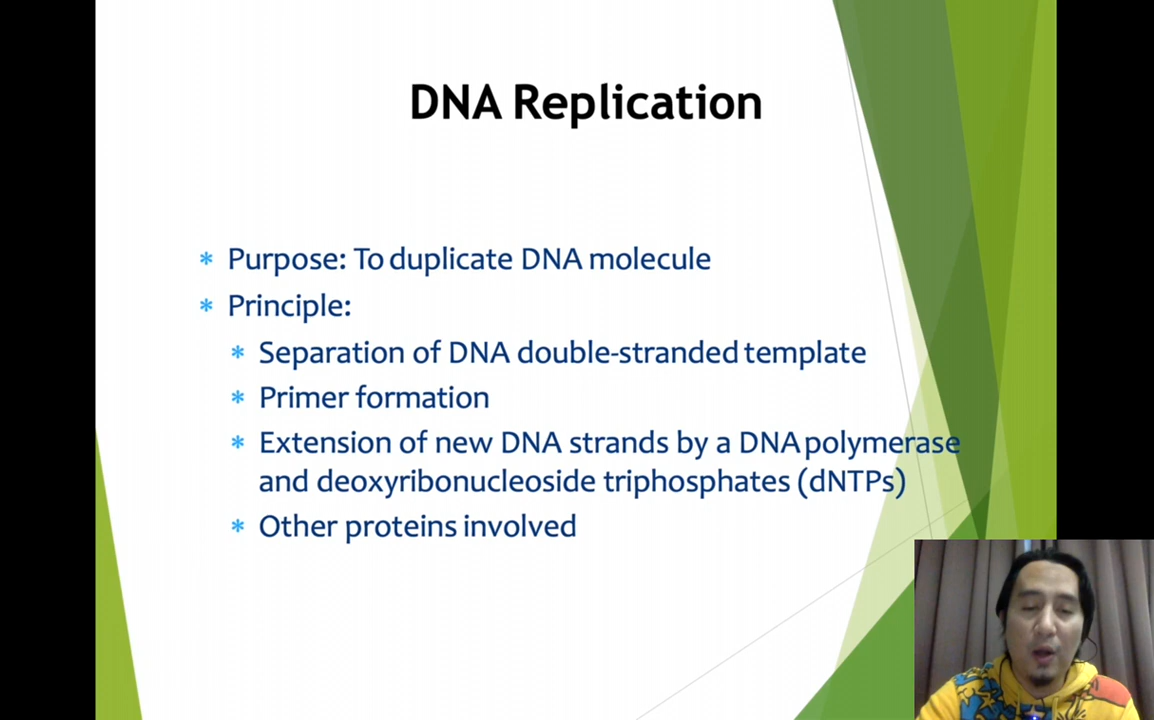 DNA Replication
* Purpose: To duplicate DNA molecule
* Principle:
* Separation of DNA double-stranded template
* Primer formation
* Extension of new DNA strands by a DNA polymerase
and deoxyribonucleoside triphosphates (dNTPs)
* Other proteins involved